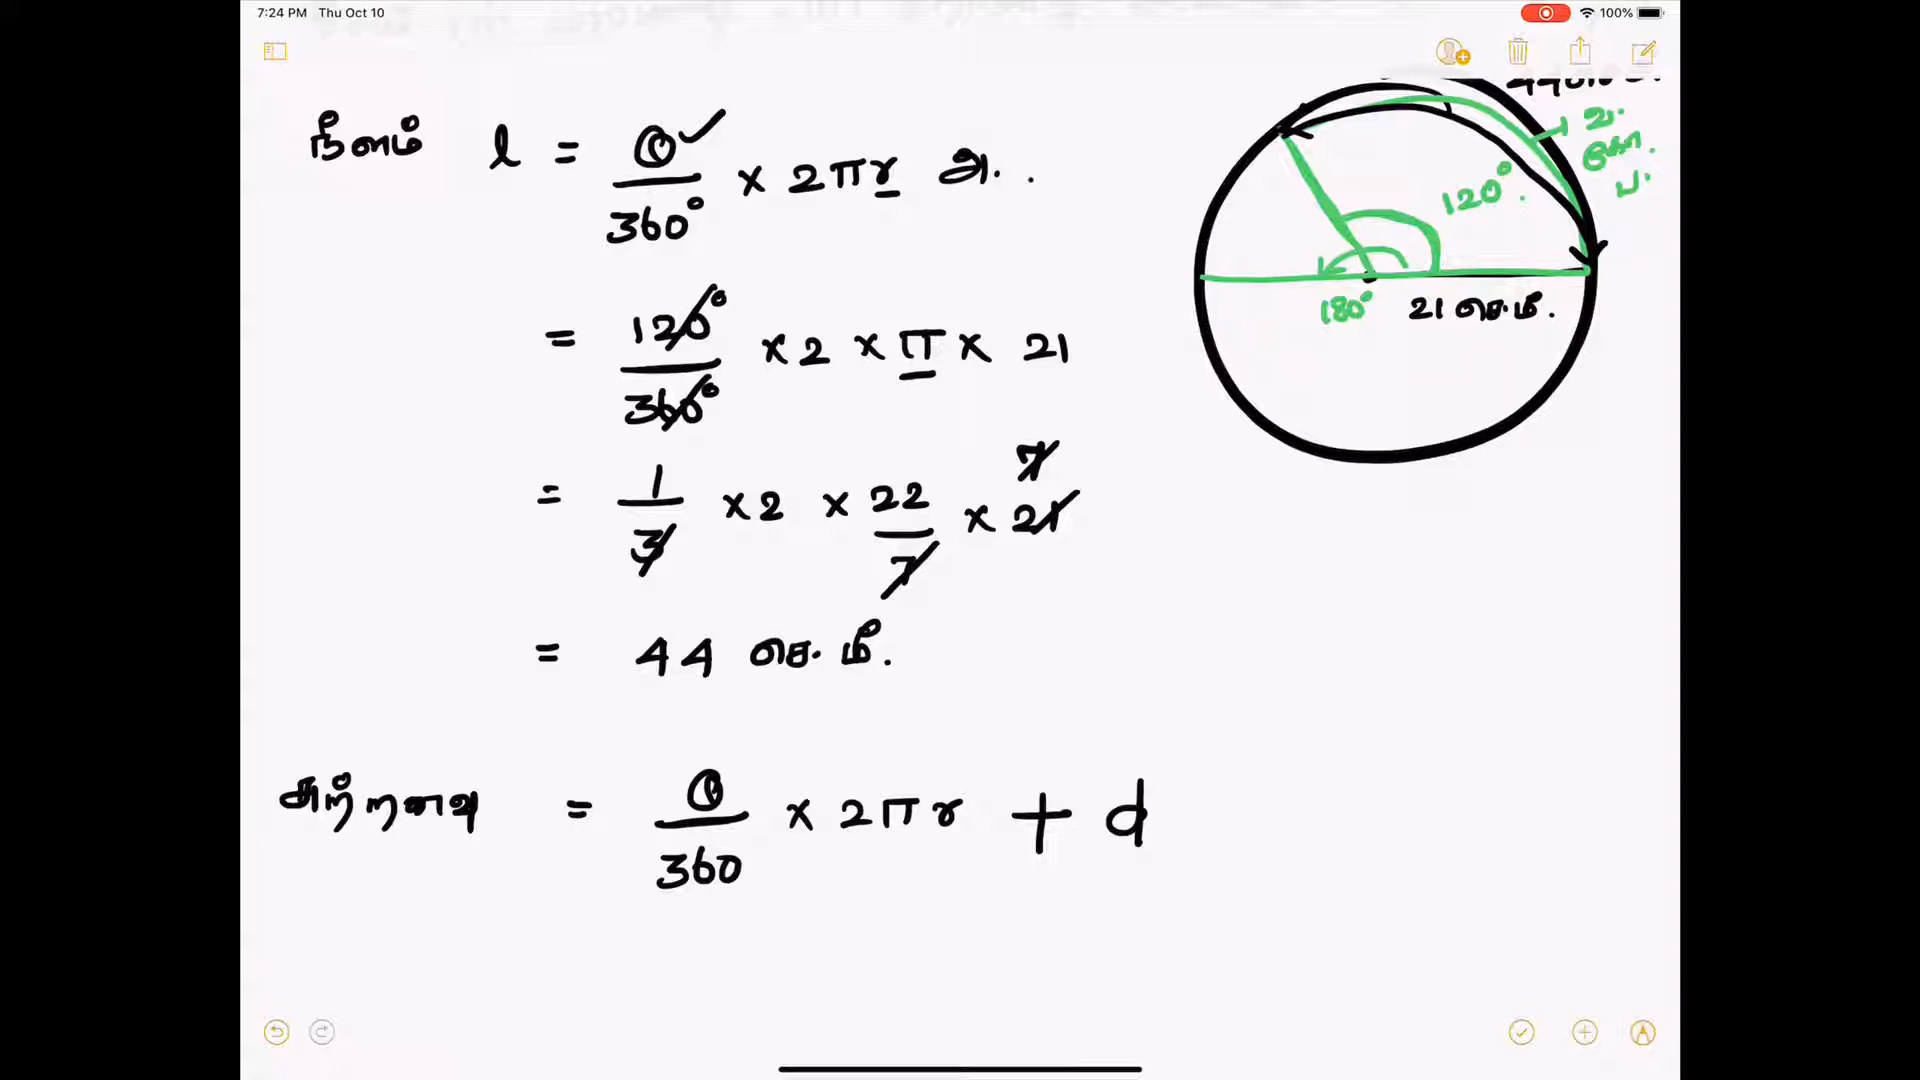 7:24 PM Thu Oct 10
100%
நீளம் l = θ/360° × 2πr அ. .
= 120°/360° × 2 × π × 21
= 1/3 × 2 × 22/7 × 21 7
= 44 செ.மீ.
சுற்றளவு = θ/360 × 2πr + d
வி.
கோ.
ப.
120°.
180° 21 செ.மீ.